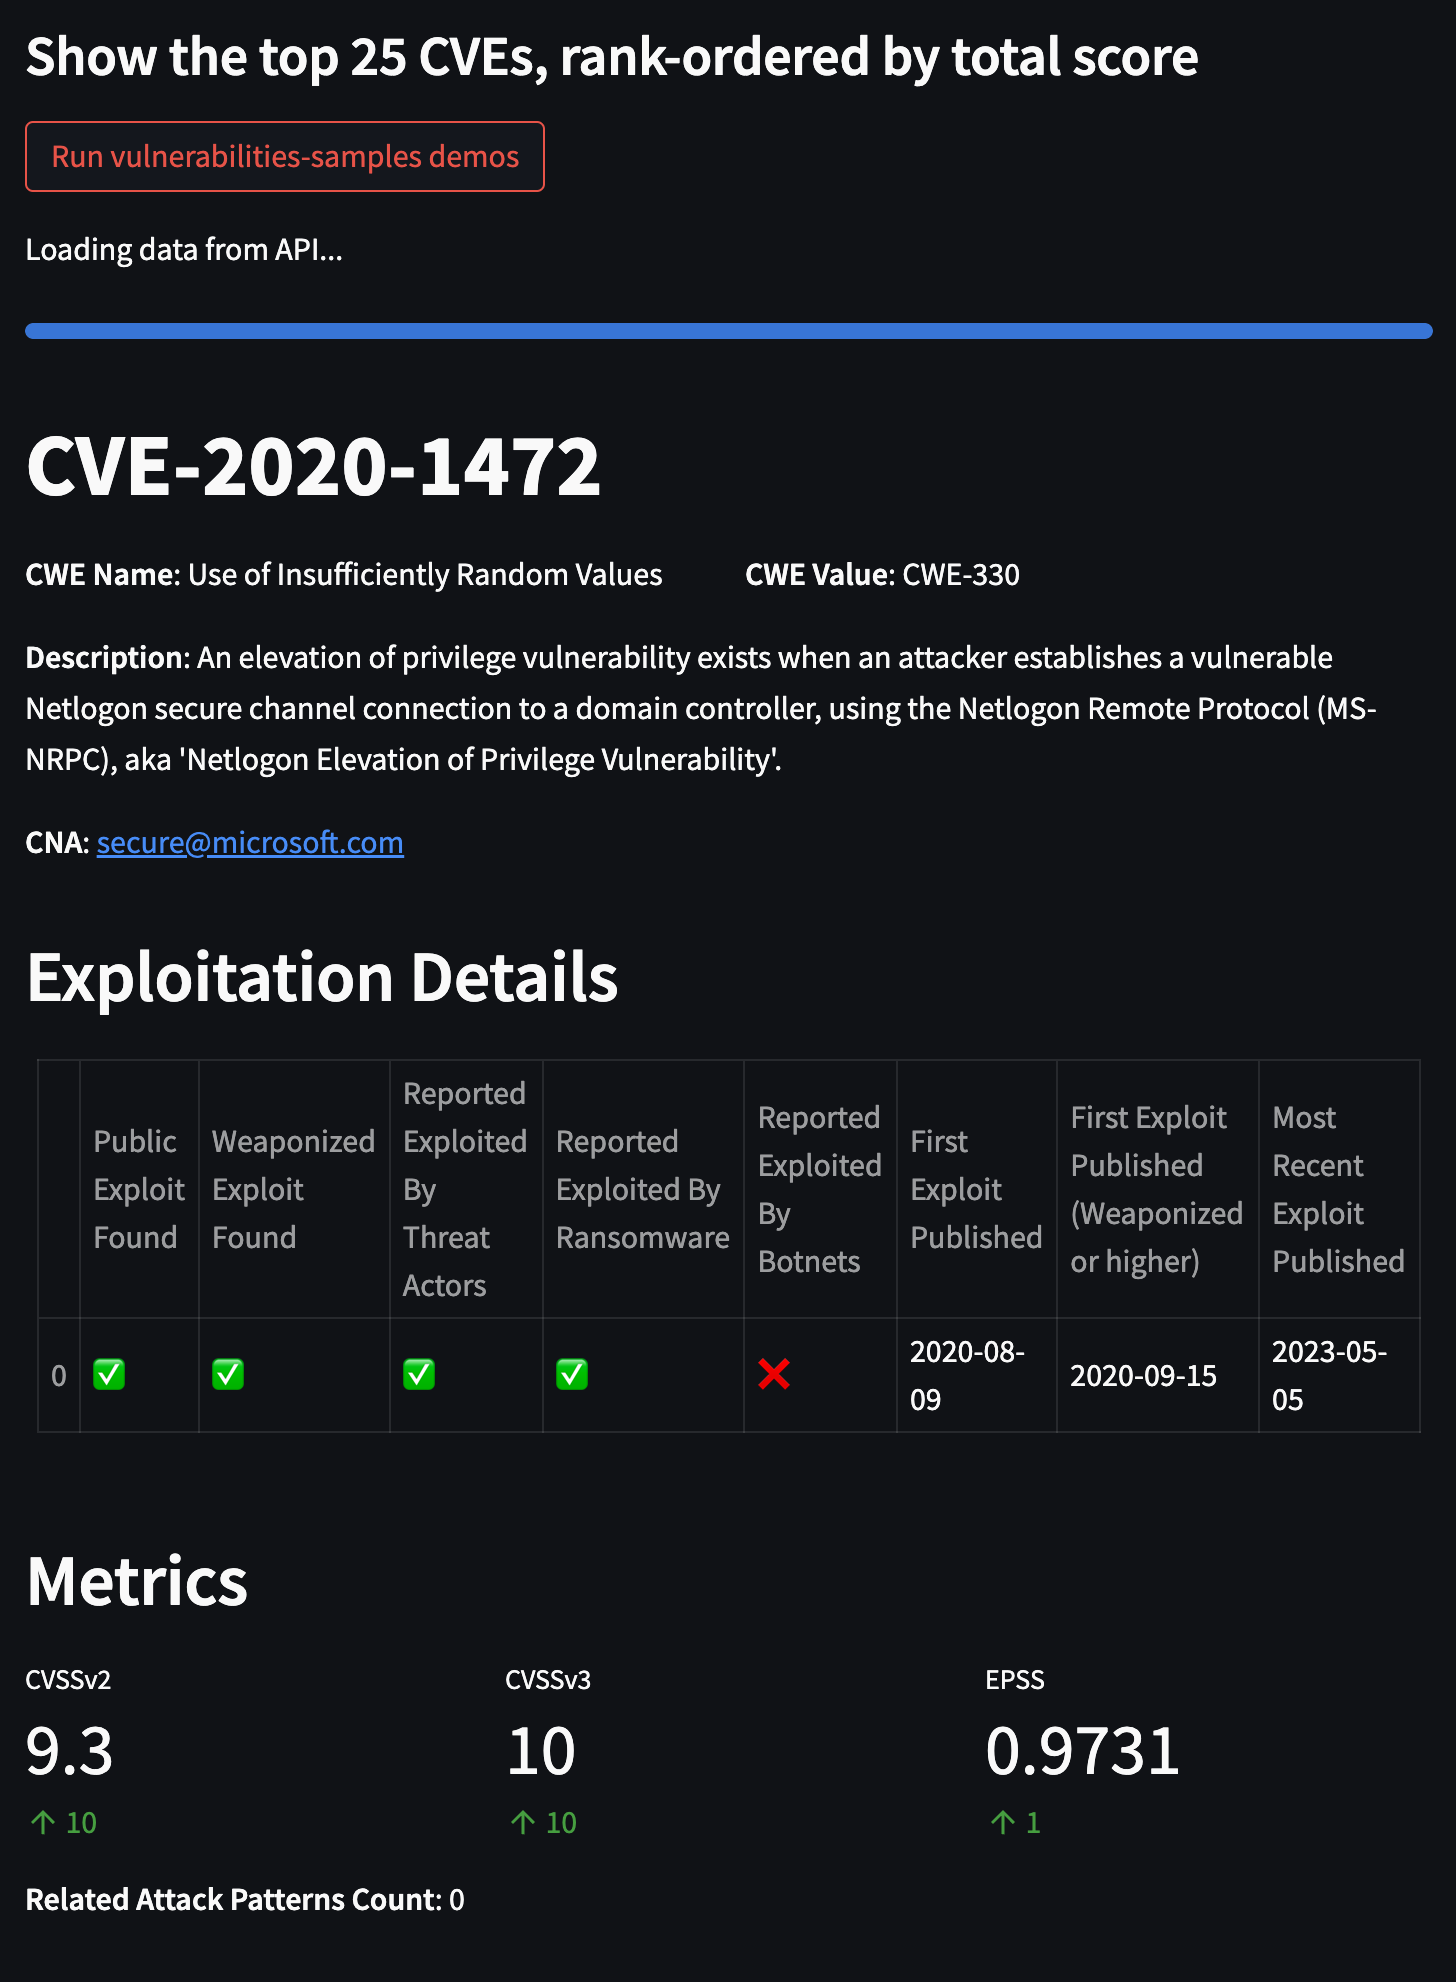 Show the top 25 CVEs, rank-ordered by total score
Run vulnerabilities-samples demos
Loading data from API...
CVE-2020-1472
CWE Name: Use of Insufficiently Random Values CWE Value: CWE-330
Description: An elevation of privilege vulnerability exists when an attacker establishes a vulnerable
Netlogon secure channel connection to a domain controller, using the Netlogon Remote Protocol (MS-
NRPC), aka 'Netlogon Elevation of Privilege Vulnerability'.
CNA: secure@microsoft.com
Exploitation Details
Public
Exploit
Found
Weaponized
Exploit
Found
Reported
Exploited
By
Threat
Actors
Reported
Exploited By
Ransomware
Reported
Exploited
By
Botnets
First
Exploit
Published
First Exploit
Published
(Weaponized
or higher)
Most
Recent
Exploit
Published
0 ✅ ✅ ✅ ✅ ❌
2020-08-
09
2020-09-15
2023-05-
05
Metrics
CVSSv2
9.3
↑ 10
CVSSv3
10
↑ 10
EPSS
0.9731
↑ 1
Related Attack Patterns Count: 0